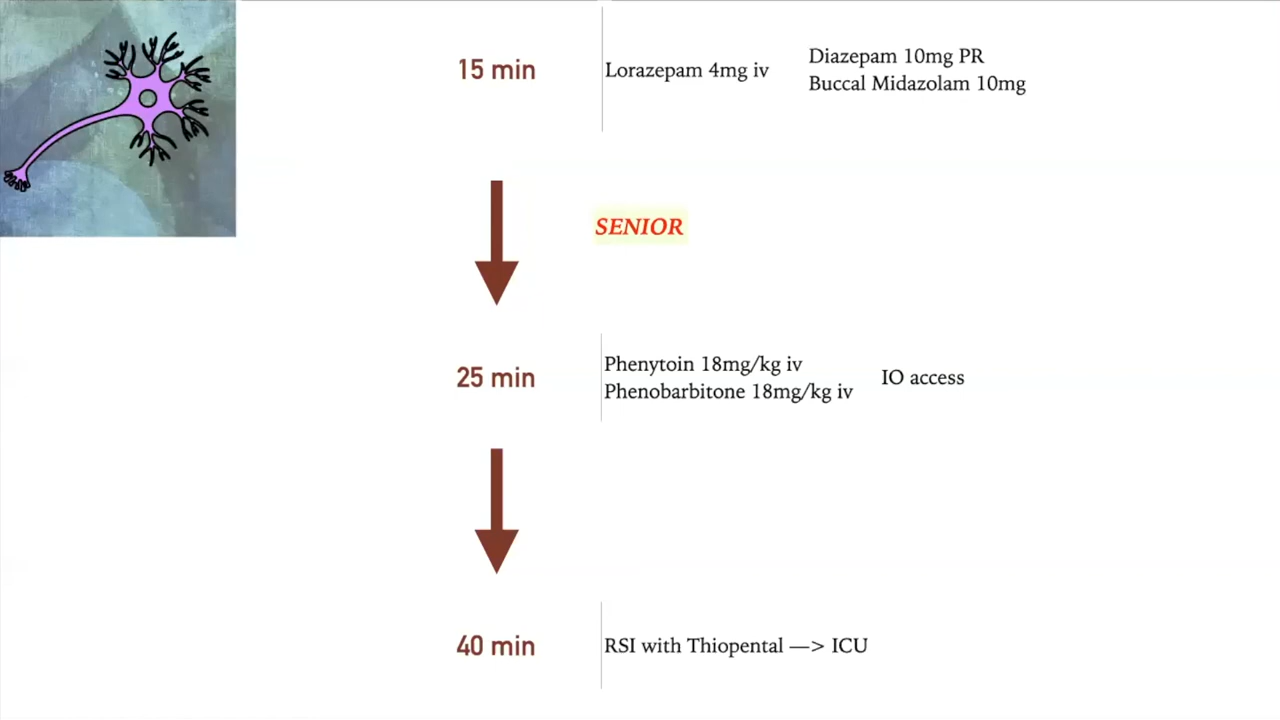 15 min
Lorazepam 4mg iv
Diazepam 10mg PR
Buccal Midazolam 10mg
SENIOR
25 min
Phenytoin 18mg/kg iv
Phenobarbitone 18mg/kg iv
IO access
40 min
RSI with Thiopental —> ICU